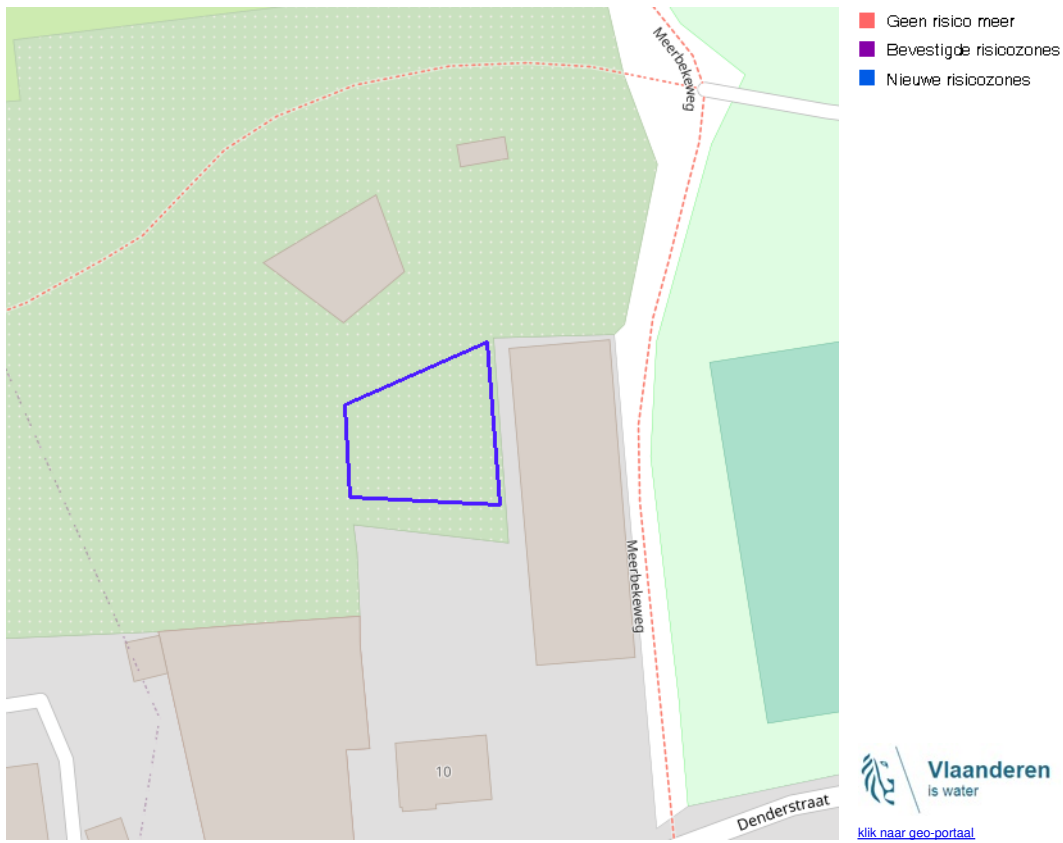 Meerbekeweg
Meerbekeweg
10
Denderstraat
Geen risico meer
Bevestigde risicozones
Nieuwe risicozones
Vlaanderen
is water
klik naar geo-portaal